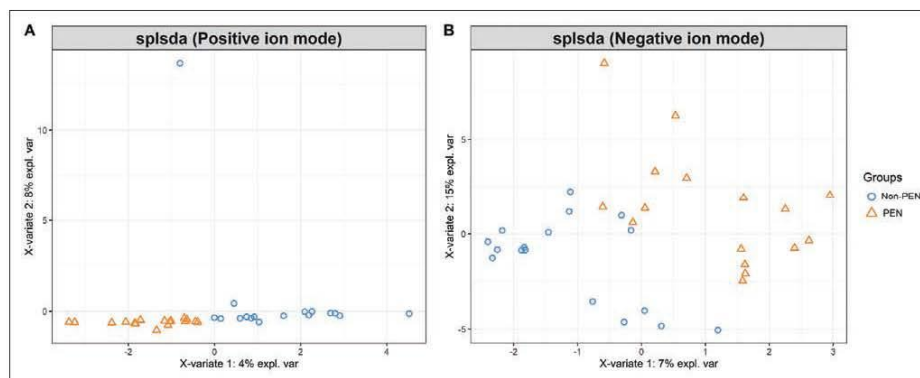 A
splsda (Positive ion mode)
X-variate 2: 8% expl. var
10
5
0
-2
0
2
4
X-variate 1: 4% expl. var
B
splsda (Negative ion mode)
X-variate 2: 15% expl. var
5
0
-5
-2
-1
0
1
2
3
X-variate 1: 7% expl. var
Groups
Non-PEN
PEN